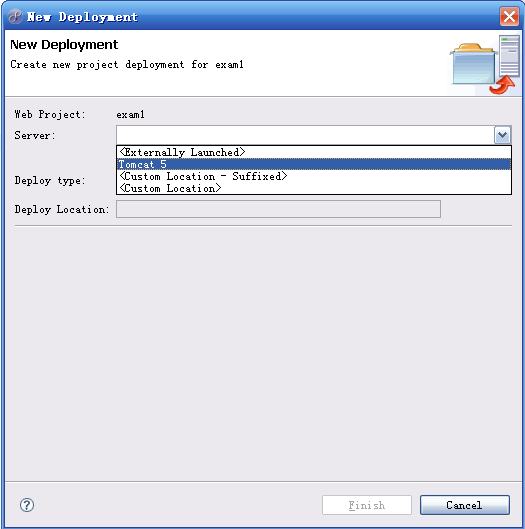 New Deployment
New Deployment
Create new project deployment for exam1
Web Project: exam1
Server:
<Externally Launched>
Tomcat 5
<Custom Location - Suffixed>
Deploy type:
<Custom Location>
Deploy Location:
?
Finish Cancel